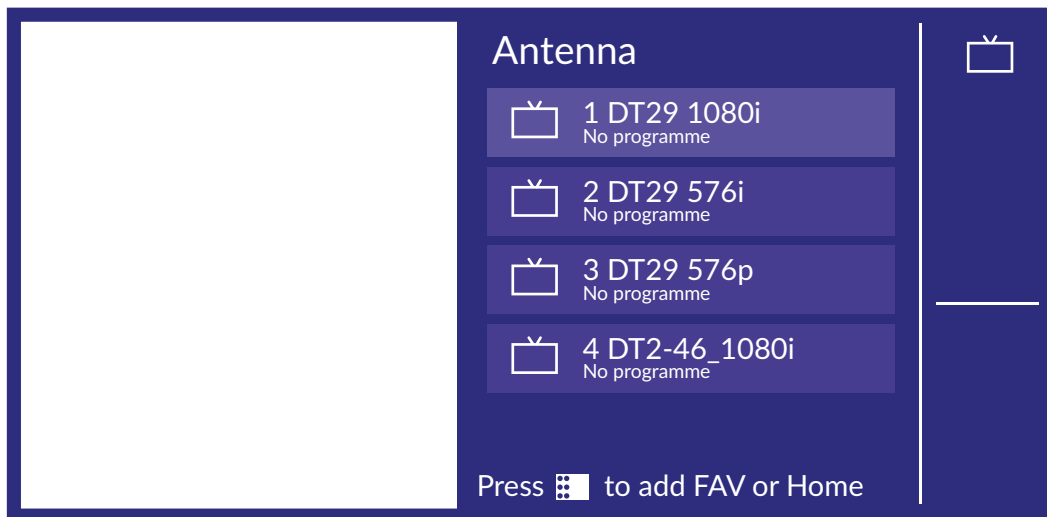 Antenna
1 DT29 1080i
No programme
2 DT29 576i
No programme
3 DT29 576p
No programme
4 DT2-46_1080i
No programme
Press to add FAV or Home